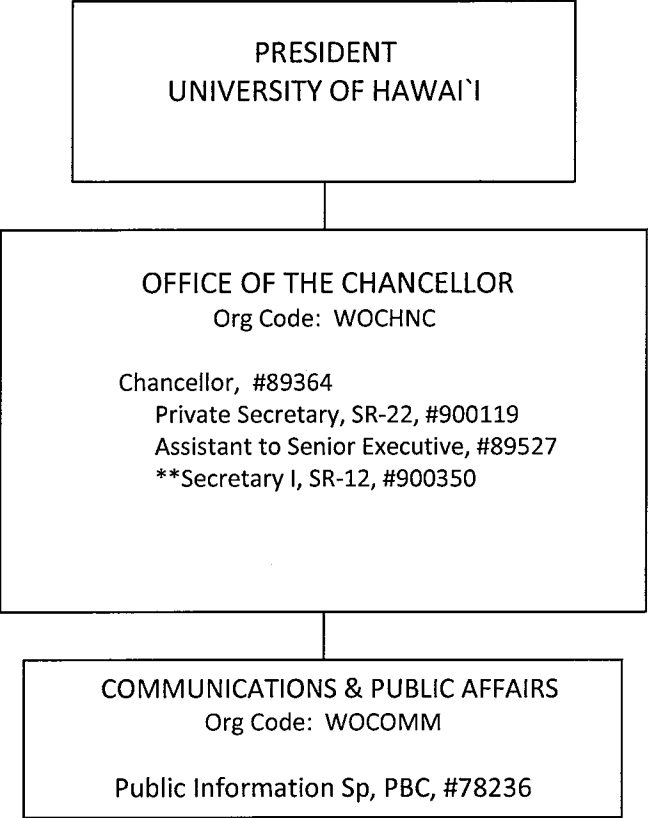 PRESIDENT
UNIVERSITY OF HAWAI`I
OFFICE OF THE CHANCELLOR
Org Code: WOCHNC
Chancellor, #89364
Private Secretary, SR-22, #900119
Assistant to Senior Executive, #89527
**Secretary I, SR-12, #900350
COMMUNICATIONS & PUBLIC AFFAIRS
Org Code: WOCOMM
Public Information Sp, PBC, #78236